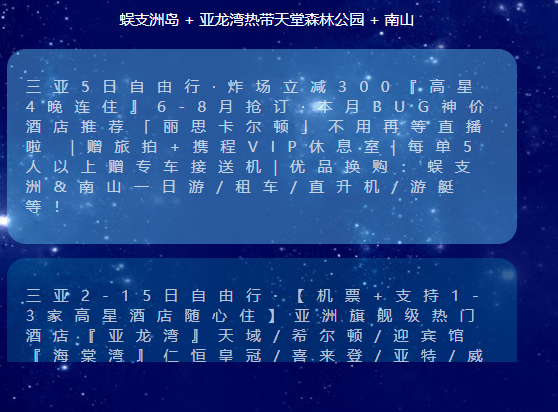 蜈支洲岛 + 亚龙湾热带天堂森林公园 + 南山
三亚5日自由行·炸场立减300『高星
4晚连住』6-8月抢订·本月BUG神价
酒店推荐「丽思卡尔顿」不用再等直播
啦 |赠旅拍+携程VIP休息室|每单5
人以上赠专车接送机|优品换购：蜈支
洲&南山一日游/租车/直升机/游艇
等!
三亚2-15日自由行·【机票+支持1-
3家高星酒店随心住】亚洲旗舰级热门
酒店『亚龙湾』天域/希尔顿/迎宾馆
『海棠湾』仁恒皇冠/喜来登/亚特/威